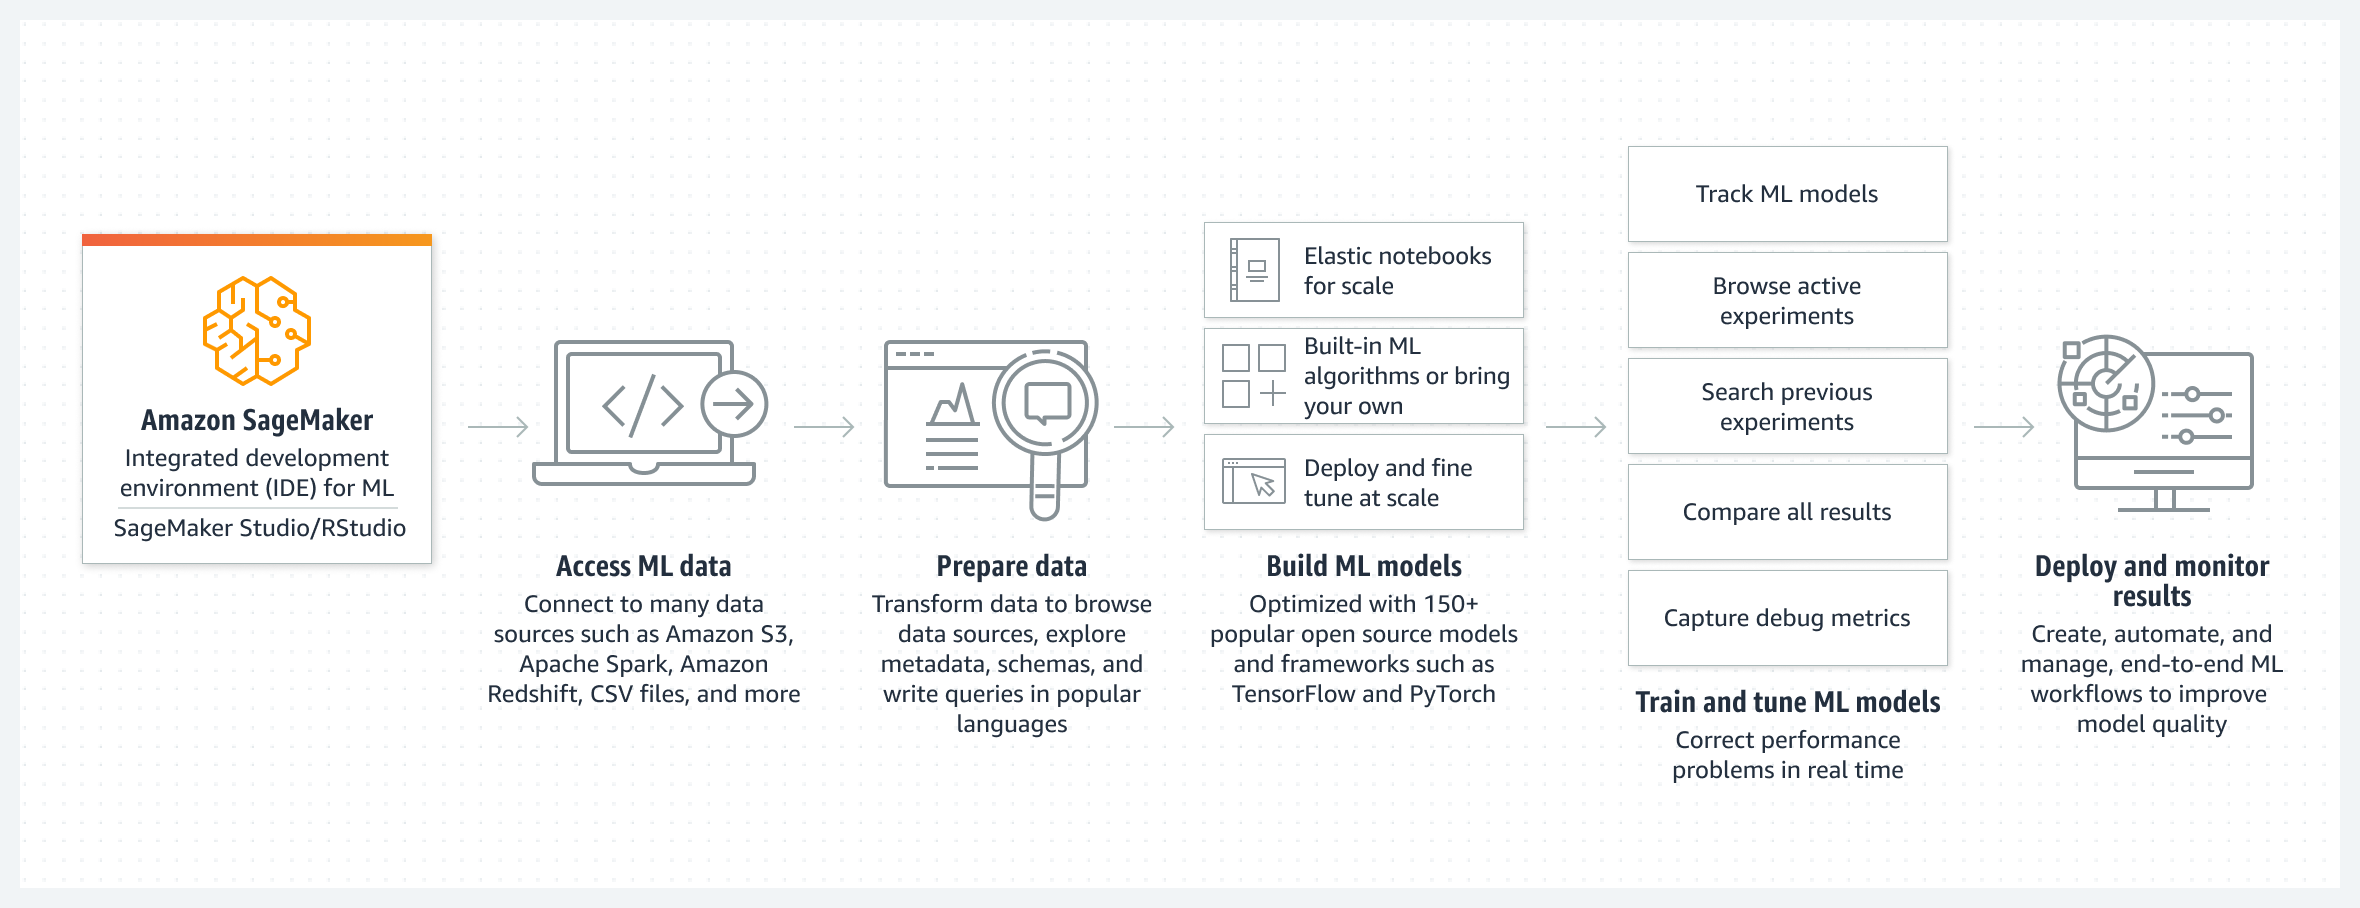 Amazon SageMaker
Integrated development
environment (IDE) for ML
SageMaker Studio/RStudio
Access ML data
Connect to many data
sources such as Amazon S3,
Apache Spark, Amazon
Redshift, CSV files, and more
Prepare data
Transform data to browse
data sources, explore
metadata, schemas, and
write queries in popular
languages
Elastic notebooks
for scale
Built-in ML
algorithms or bring
your own
Deploy and fine
tune at scale
Build ML models
Optimized with 150+
popular open source models
and frameworks such as
TensorFlow and PyTorch
Track ML models
Browse active
experiments
Search previous
experiments
Compare all results
Capture debug metrics
Train and tune ML models
Correct performance
problems in real time
Deploy and monitor
results
Create, automate, and
manage, end-to-end ML
workflows to improve
model quality